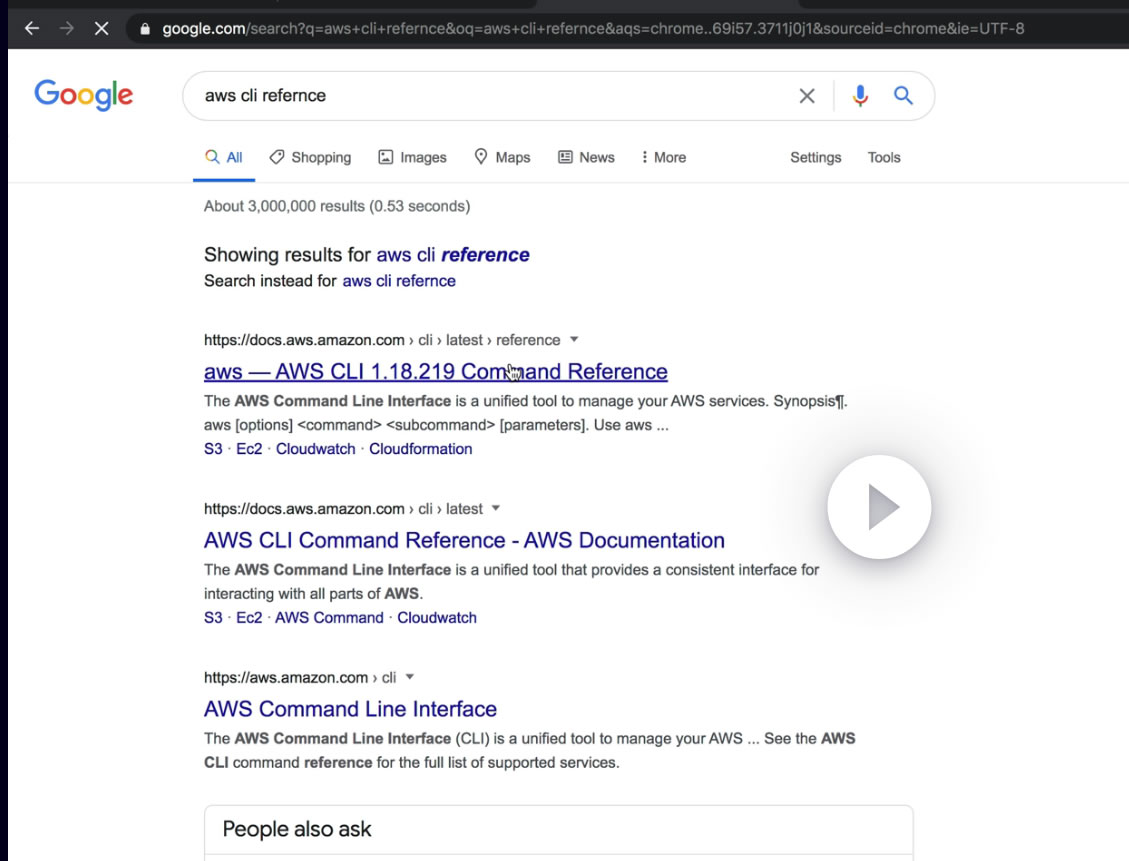 google.com/search?q=aws+cli+refernce&oq=aws+cli+refernce&aqs=chrome..69i57.3711j0j1&sourceid=chrome&ie=UTF-8
Google
aws cli refernce
All Shopping Images Maps News More Settings Tools
About 3,000,000 results (0.53 seconds)
Showing results for aws cli reference
Search instead for aws cli refernce
https://docs.aws.amazon.com › cli › latest › reference
aws — AWS CLI 1.18.219 Command Reference
The AWS Command Line Interface is a unified tool to manage your AWS services. Synopsis¶.
aws [options] <command> <subcommand> [parameters]. Use aws ...
S3 · Ec2 · Cloudwatch · Cloudformation
https://docs.aws.amazon.com › cli › latest
AWS CLI Command Reference - AWS Documentation
The AWS Command Line Interface is a unified tool that provides a consistent interface for
interacting with all parts of AWS.
S3 · Ec2 · AWS Command · Cloudwatch
https://aws.amazon.com › cli
AWS Command Line Interface
The AWS Command Line Interface (CLI) is a unified tool to manage your AWS ... See the AWS
CLI command reference for the full list of supported services.
People also ask